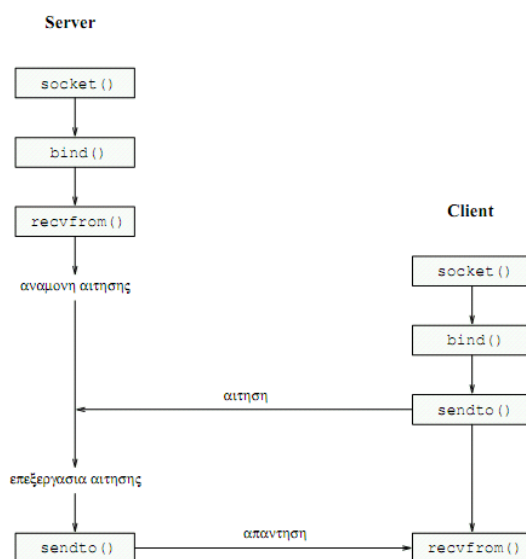 Server
socket()
bind()
recvfrom()
αναμονη αιτησης
Client
socket()
bind()
αιτηση
sendto()
επεξεργασια αιτησης
sendto()
απαντηση
recvfrom()